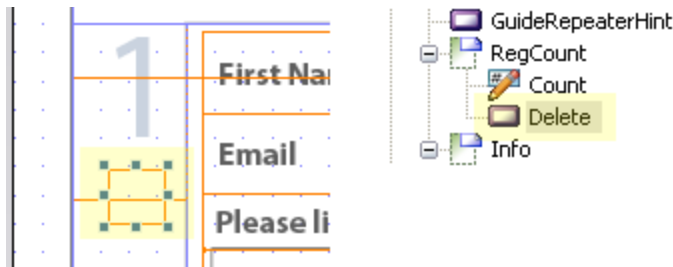 1
First Na
Email
Please li
GuideRepeaterHint
RegCount
Count
Delete
Info